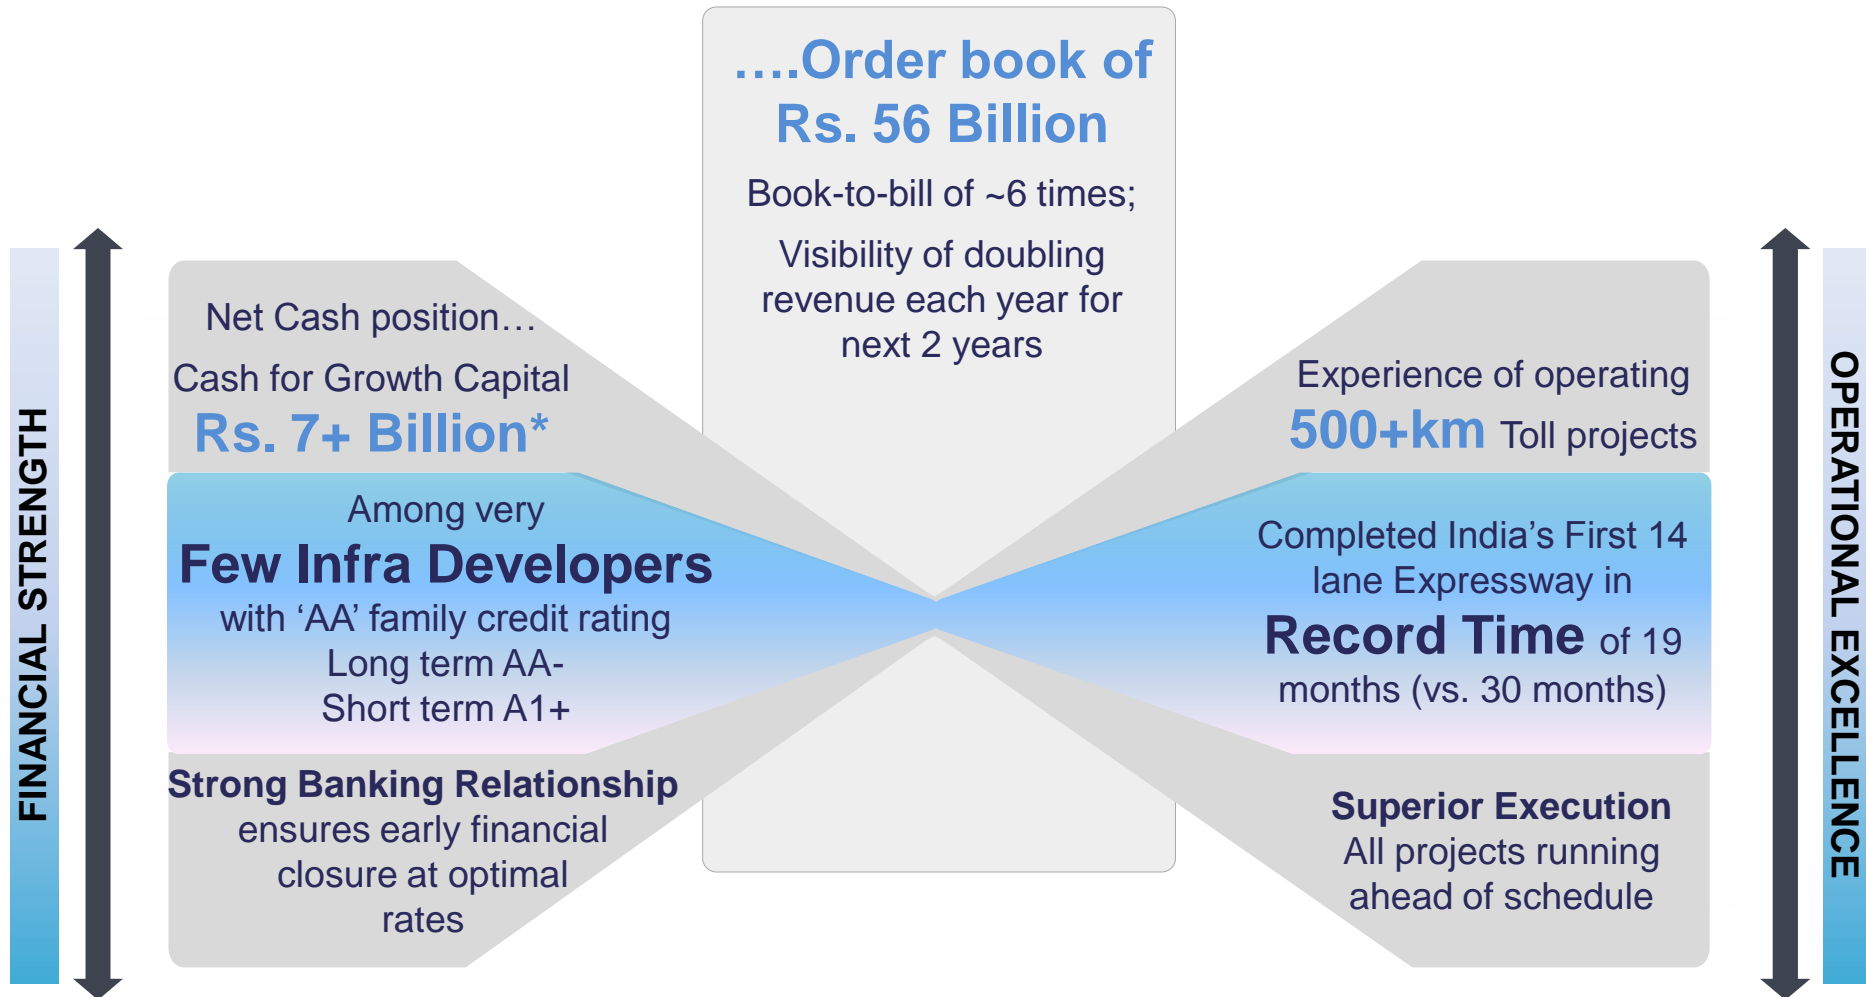 ….Order book of
Rs. 56 Billion
Book-to-bill of ~6 times;
Visibility of doubling
revenue each year for
next 2 years
FINANCIAL STRENGTH
Net Cash position…
Cash for Growth Capital
Rs. 7+ Billion*
Among very
Few Infra Developers
with ‘AA’ family credit rating
Long term AA-
Short term A1+
Strong Banking Relationship
ensures early financial
closure at optimal
rates
Experience of operating
500+km Toll projects
Completed India’s First 14
lane Expressway in
Record Time of 19
months (vs. 30 months)
Superior Execution
All projects running
ahead of schedule
OPERATIONAL EXCELLENCE